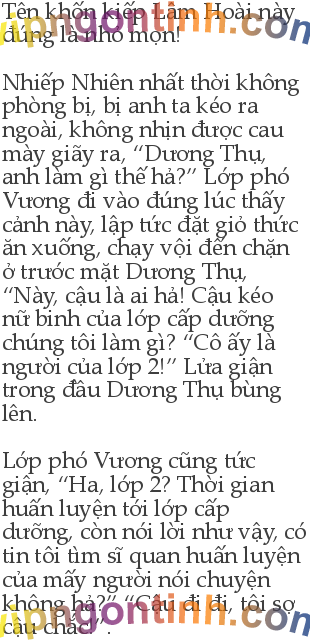 Tên khốn kiếp Lâm Hoài này
đúng là nhỏ mọn!
Nhiếp Nhiên nhất thời không
phòng bị, bị anh ta kéo ra
ngoài, không nhịn được cau
mày giãy ra, “Dương Thụ,
anh làm gì thế hả?” Lớp phó
Vương đi vào đúng lúc thấy
cảnh này, lập tức đặt giỏ thức
ăn xuống, chạy vội đến chặn
ở trước mặt Dương Thụ,
“Này, cậu là ai hả! Cậu kéo
nữ binh của lớp cấp dưỡng
chúng tôi làm gì? “Cô ấy là
người của lớp 2!” Lửa giận
trong đầu Dương Thụ bùng
lên.
Lớp phó Vương cũng tức
giận, “Ha, lớp 2? Thời gian
huấn luyện tới lớp cấp
dưỡng, còn nói lời như vậy, có
tin tôi tìm sĩ quan huấn luyện
của mấy người nói chuyện
không hả?” “Cậu đi đi, tôi sợ
cậu chắc!”.